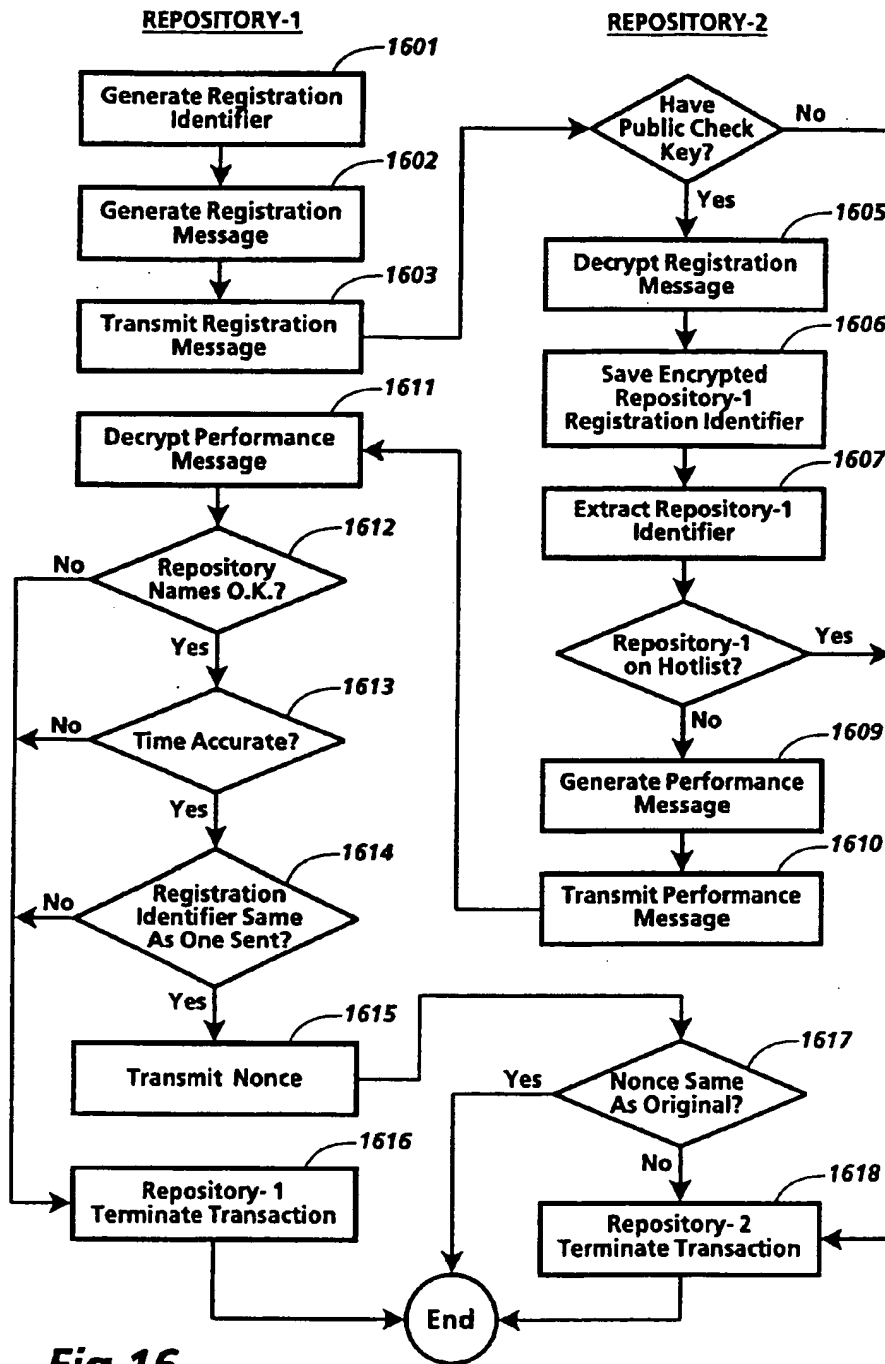 REPOSITORY-1
1601
Generate Registration
Identifier
1602
Generate Registration
Message
1603
Transmit Registration
Message
1611
Decrypt Performance
Message
1612
Repository
Names O.K.?
No
Yes
1613
Time Accurate?
No
Yes
1614
Registration
Identifier Same
As One Sent?
No
Yes
1615
Transmit Nonce
1616
Repository- 1
Terminate Transaction
REPOSITORY-2
Have
Public Check
Key?
No
Yes
1605
Decrypt Registration
Message
1606
Save Encrypted
Repository-1
Registration Identifier
1607
Extract Repository-1
Identifier
Repository-1
on Hotlist?
Yes
No
1609
Generate Performance
Message
1610
Transmit Performance
Message
1617
Nonce Same
As Original?
Yes
No
1618
Repository- 2
Terminate Transaction
End
Fig.16